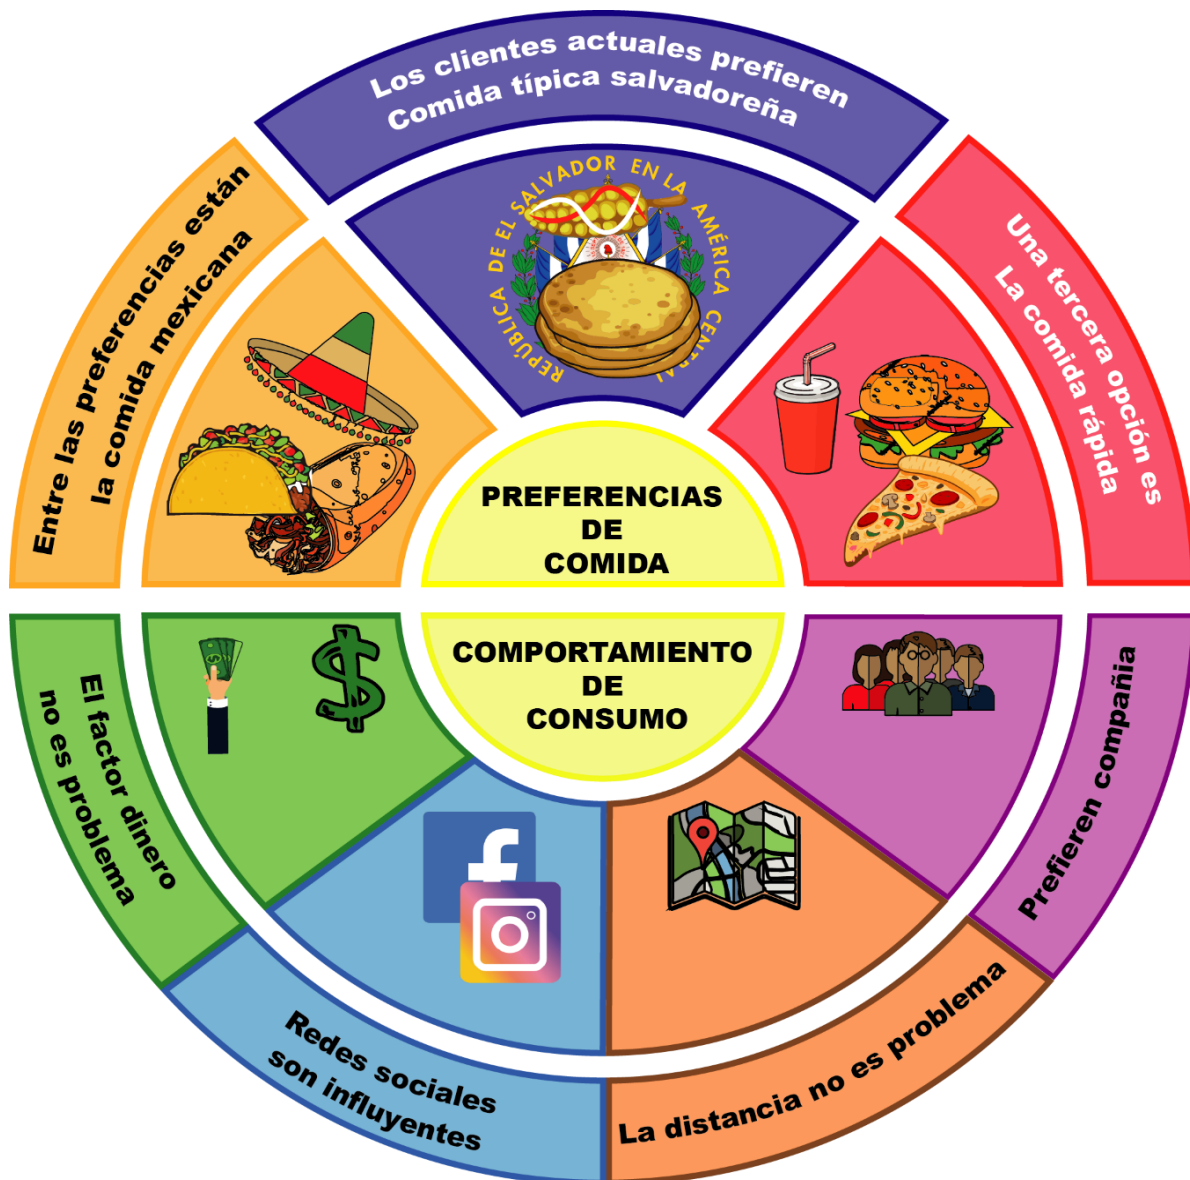 Los clientes actuales prefieren
Comida típica salvadoreña
REPÚBLICA DE EL SALVADOR EN LA AMÉRICA CENTRAL
Entre las preferencias están
la comida mexicana
Una tercera opción es
La comida rápida
PREFERENCIAS
DE
COMIDA
COMPORTAMIENTO
DE
CONSUMO
El factor dinero
no es problema
$
Redes sociales
son influyentes
La distancia no es problema
Prefieren compañia